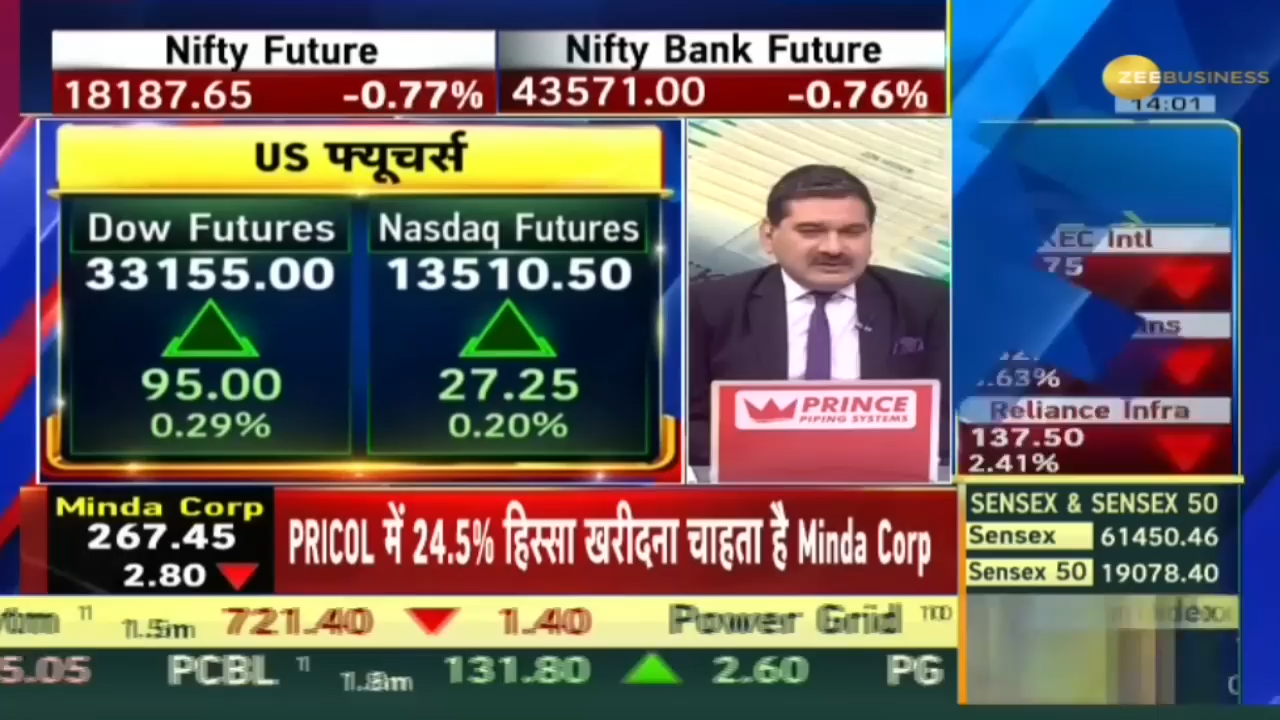 Nifty Future
18187.65 -0.77%
Nifty Bank Future
43571.00 -0.76%
ZEEBUSINESS
14:01
US फ्यूचर्स
Dow Futures
33155.00
95.00
0.29%
Nasdaq Futures
13510.50
27.25
0.20%
PRINCE
PIPING SYSTEMS
KEC Intl
75
.63%
Reliance Infra
137.50
2.41%
Minda Corp
267.45
2.80
PRICOL में 24.5% हिस्सा खरीदना चाहता है Minda Corp
SENSEX & SENSEX 50
Sensex 61450.46
Sensex 50 19078.40
1.5m 721.40 1.40 Power Grid
5.05 PCBL 1.8m 131.80 2.60 PG